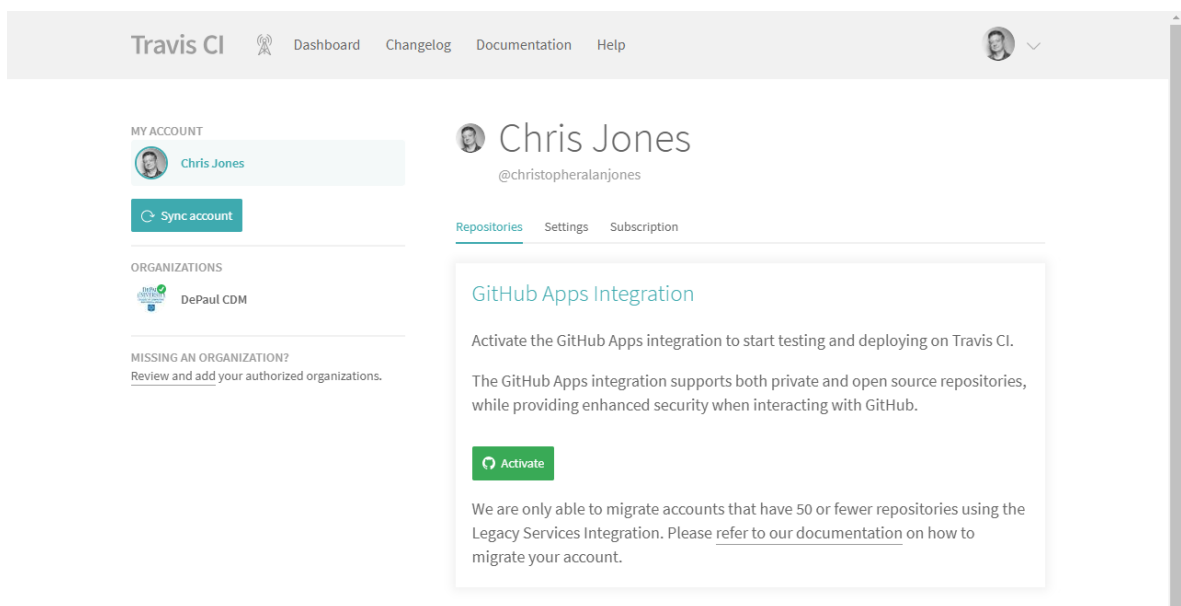 Travis CI
Dashboard
Changelog
Documentation
Help
MY ACCOUNT
Chris Jones
Sync account
ORGANIZATIONS
DePaul CDM
MISSING AN ORGANIZATION?
Review and add your authorized organizations.
Chris Jones
@christopheralanjones
Repositories
Settings
Subscription
GitHub Apps Integration
Activate the GitHub Apps integration to start testing and deploying on Travis CI.
The GitHub Apps integration supports both private and open source repositories,
while providing enhanced security when interacting with GitHub.
Activate
We are only able to migrate accounts that have 50 or fewer repositories using the
Legacy Services Integration. Please refer to our documentation on how to
migrate your account.